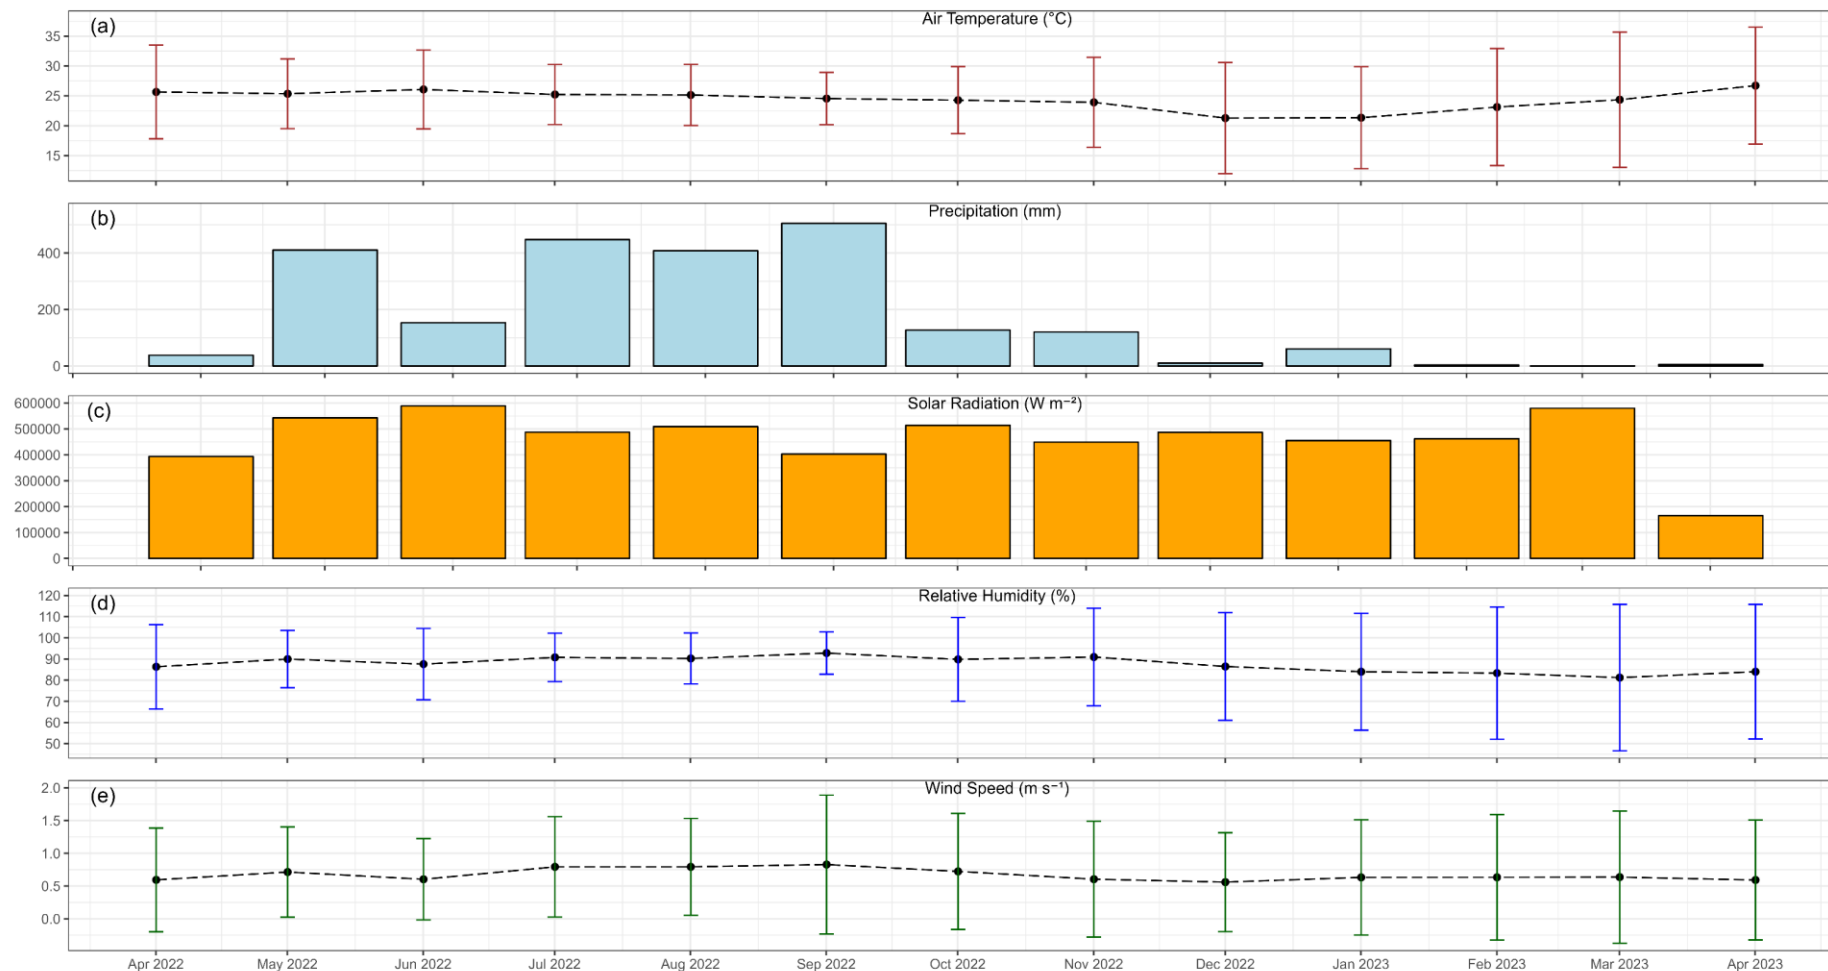 (a)
Air Temperature (°C)
35
30
25
20
15
(b)
Precipitation (mm)
400
200
0
(c)
Solar Radiation (W m⁻²)
600000
500000
400000
300000
200000
100000
0
(d)
Relative Humidity (%)
120
110
100
90
80
70
60
50
(e)
Wind Speed (m s⁻¹)
2.0
1.5
1.0
0.5
0.0
Apr 2022 May 2022 Jun 2022 Jul 2022 Aug 2022 Sep 2022 Oct 2022 Nov 2022 Dec 2022 Jan 2023 Feb 2023 Mar 2023 Apr 2023